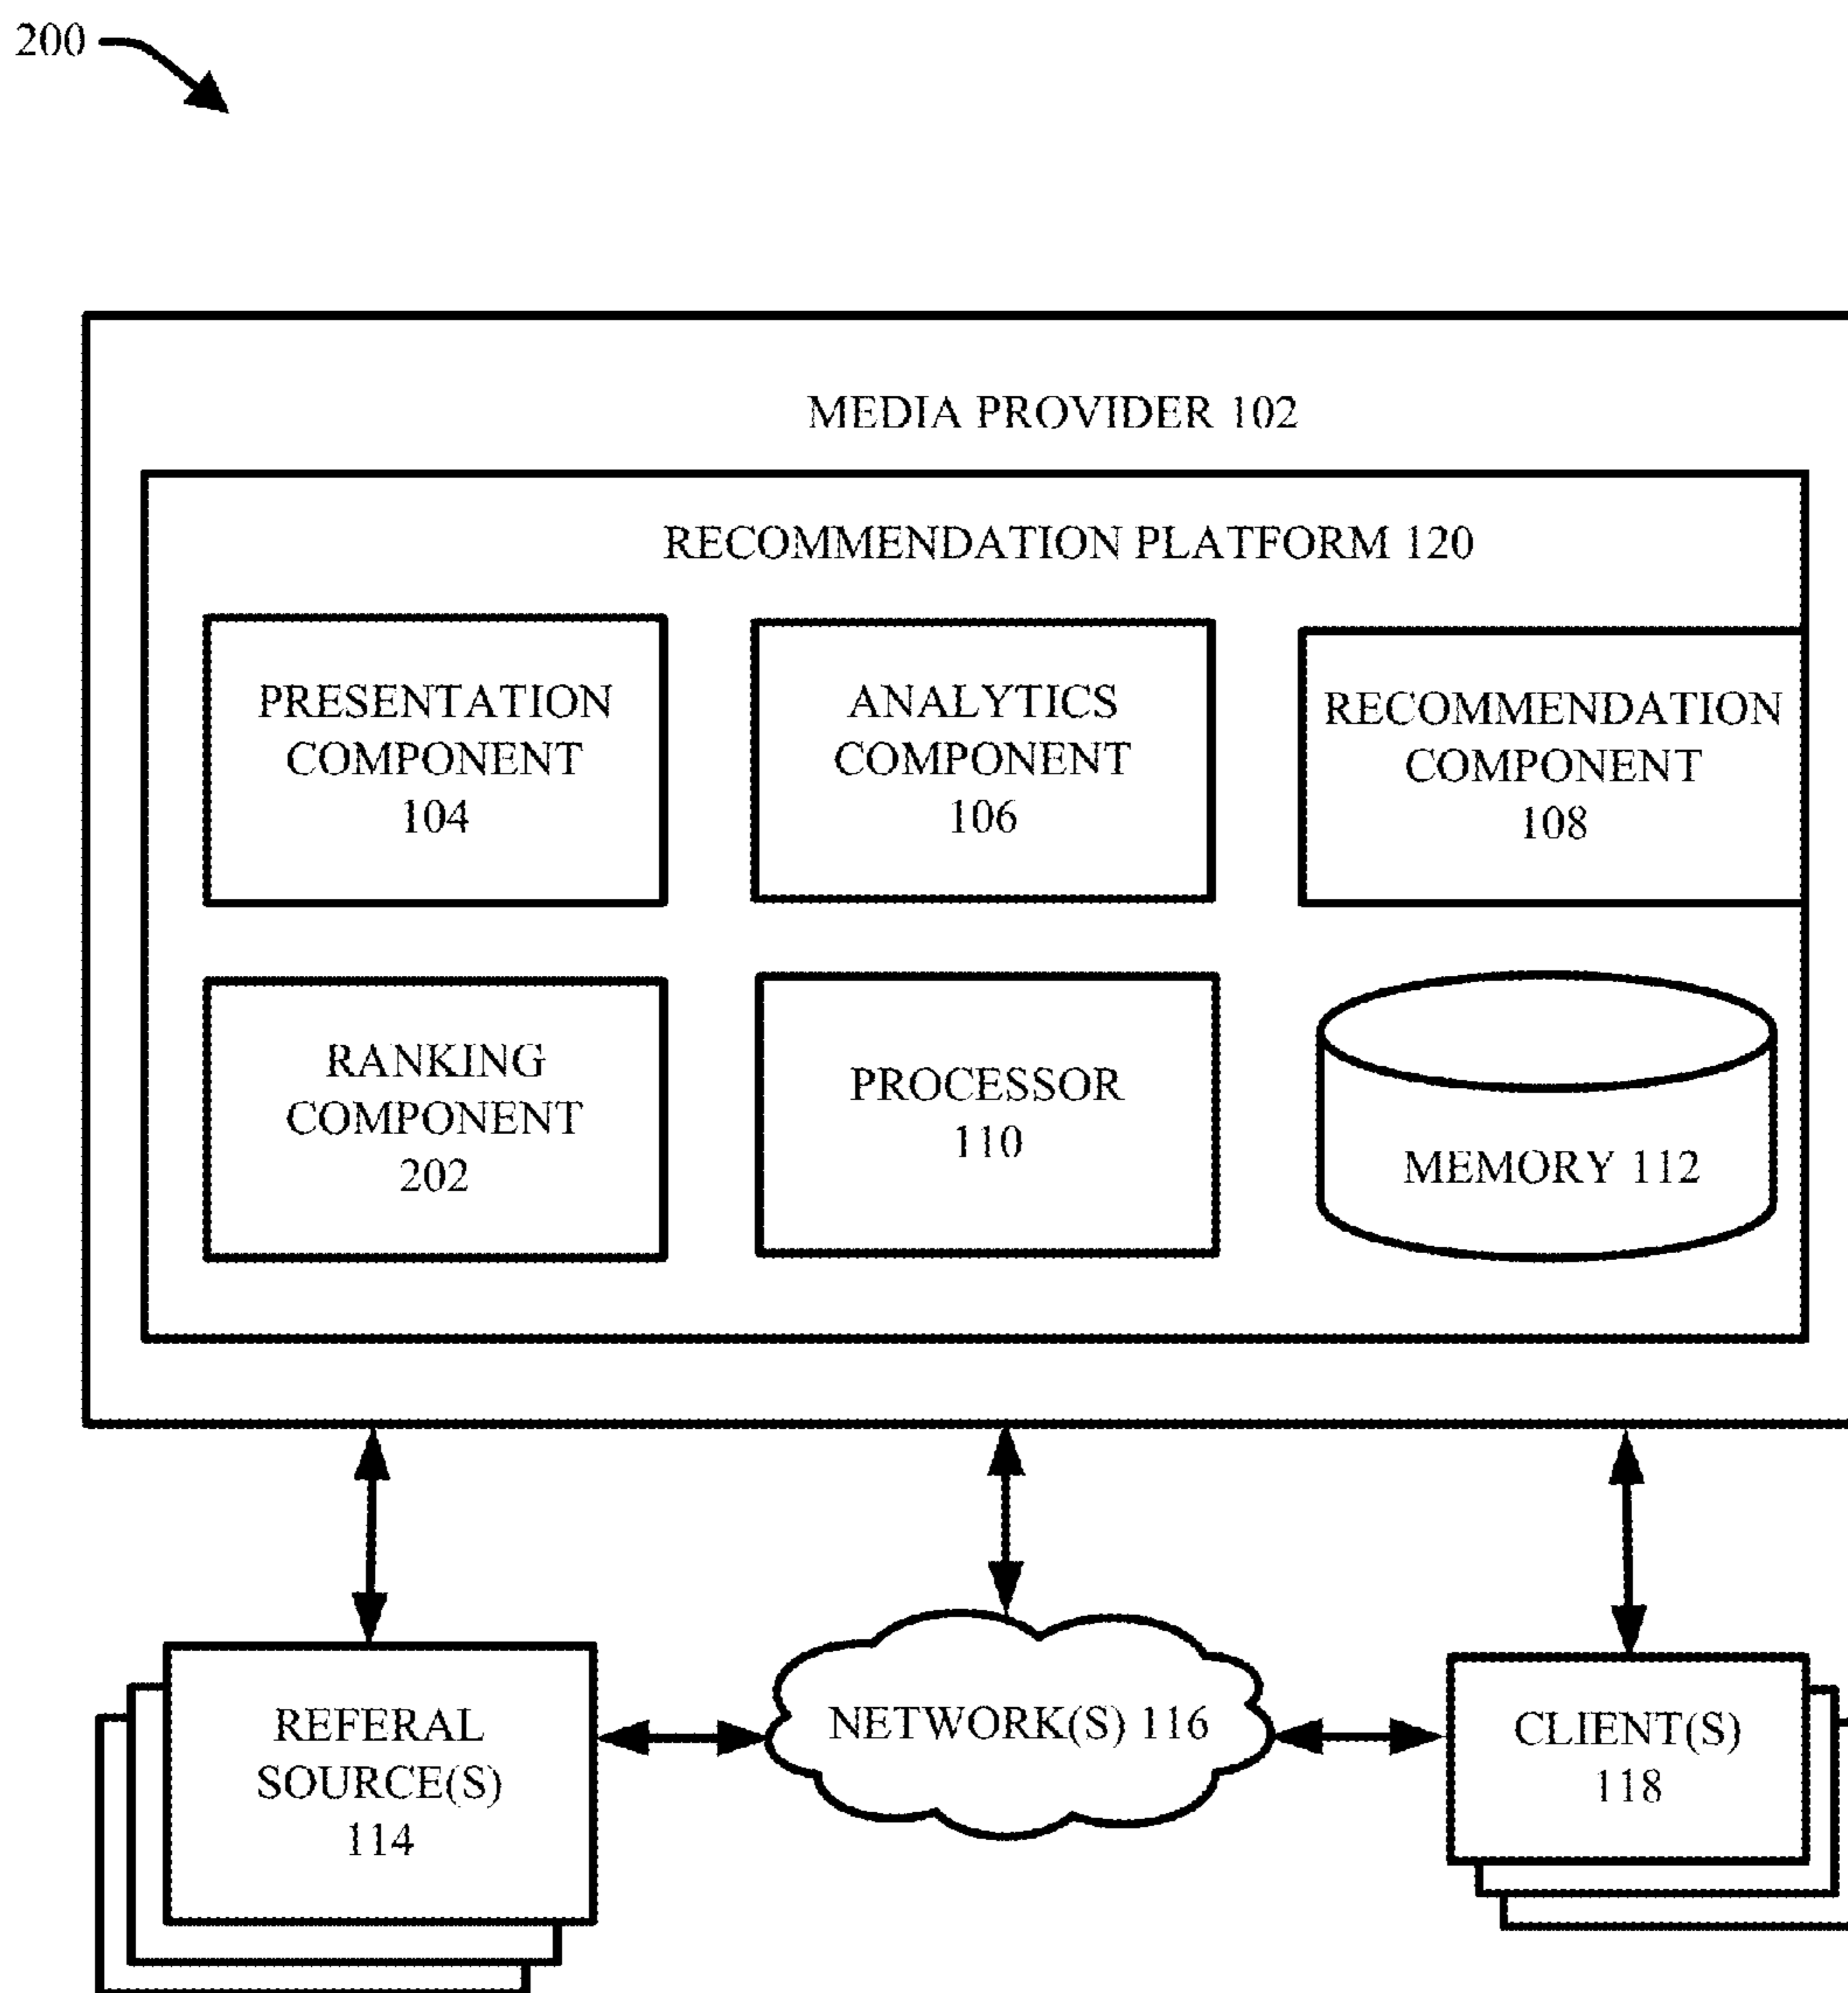 200
MEDIA PROVIDER 102
RECOMMENDATION PLATFORM 120
PRESENTATION
COMPONENT
104
ANALYTICS
COMPONENT
106
RECOMMENDATION
COMPONENT
108
RANKING
COMPONENT
202
PROCESSOR
110
MEMORY 112
REFERAL
SOURCE(S)
114
NETWORK(S) 116
CLIENT(S)
118